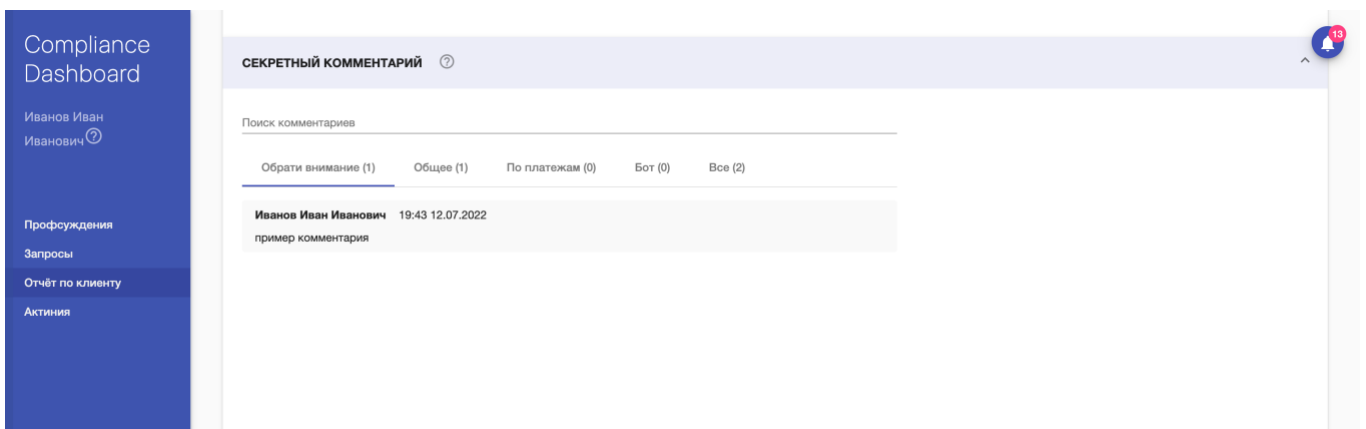 Compliance
Dashboard
Иванов Иван
Иванович
Профсуждения
Запросы
Отчёт по клиенту
Актиния
СЕКРЕТНЫЙ КОММЕНТАРИЙ
13
Поиск комментариев
Обрати внимание (1) Общее (1) По платежам (0) Бот (0) Все (2)
Иванов Иван Иванович 19:43 12.07.2022
пример комментария